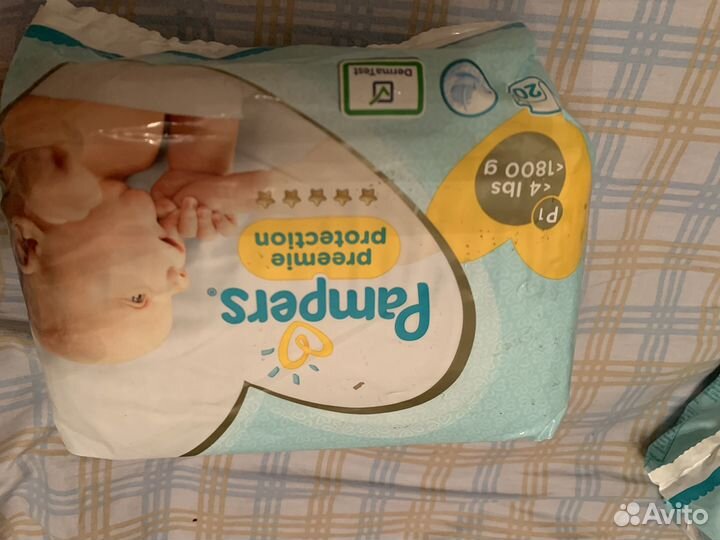 Pampers®
preemie
protection
P1
<4 lbs
<1800 g
20
DermaTest
Avito